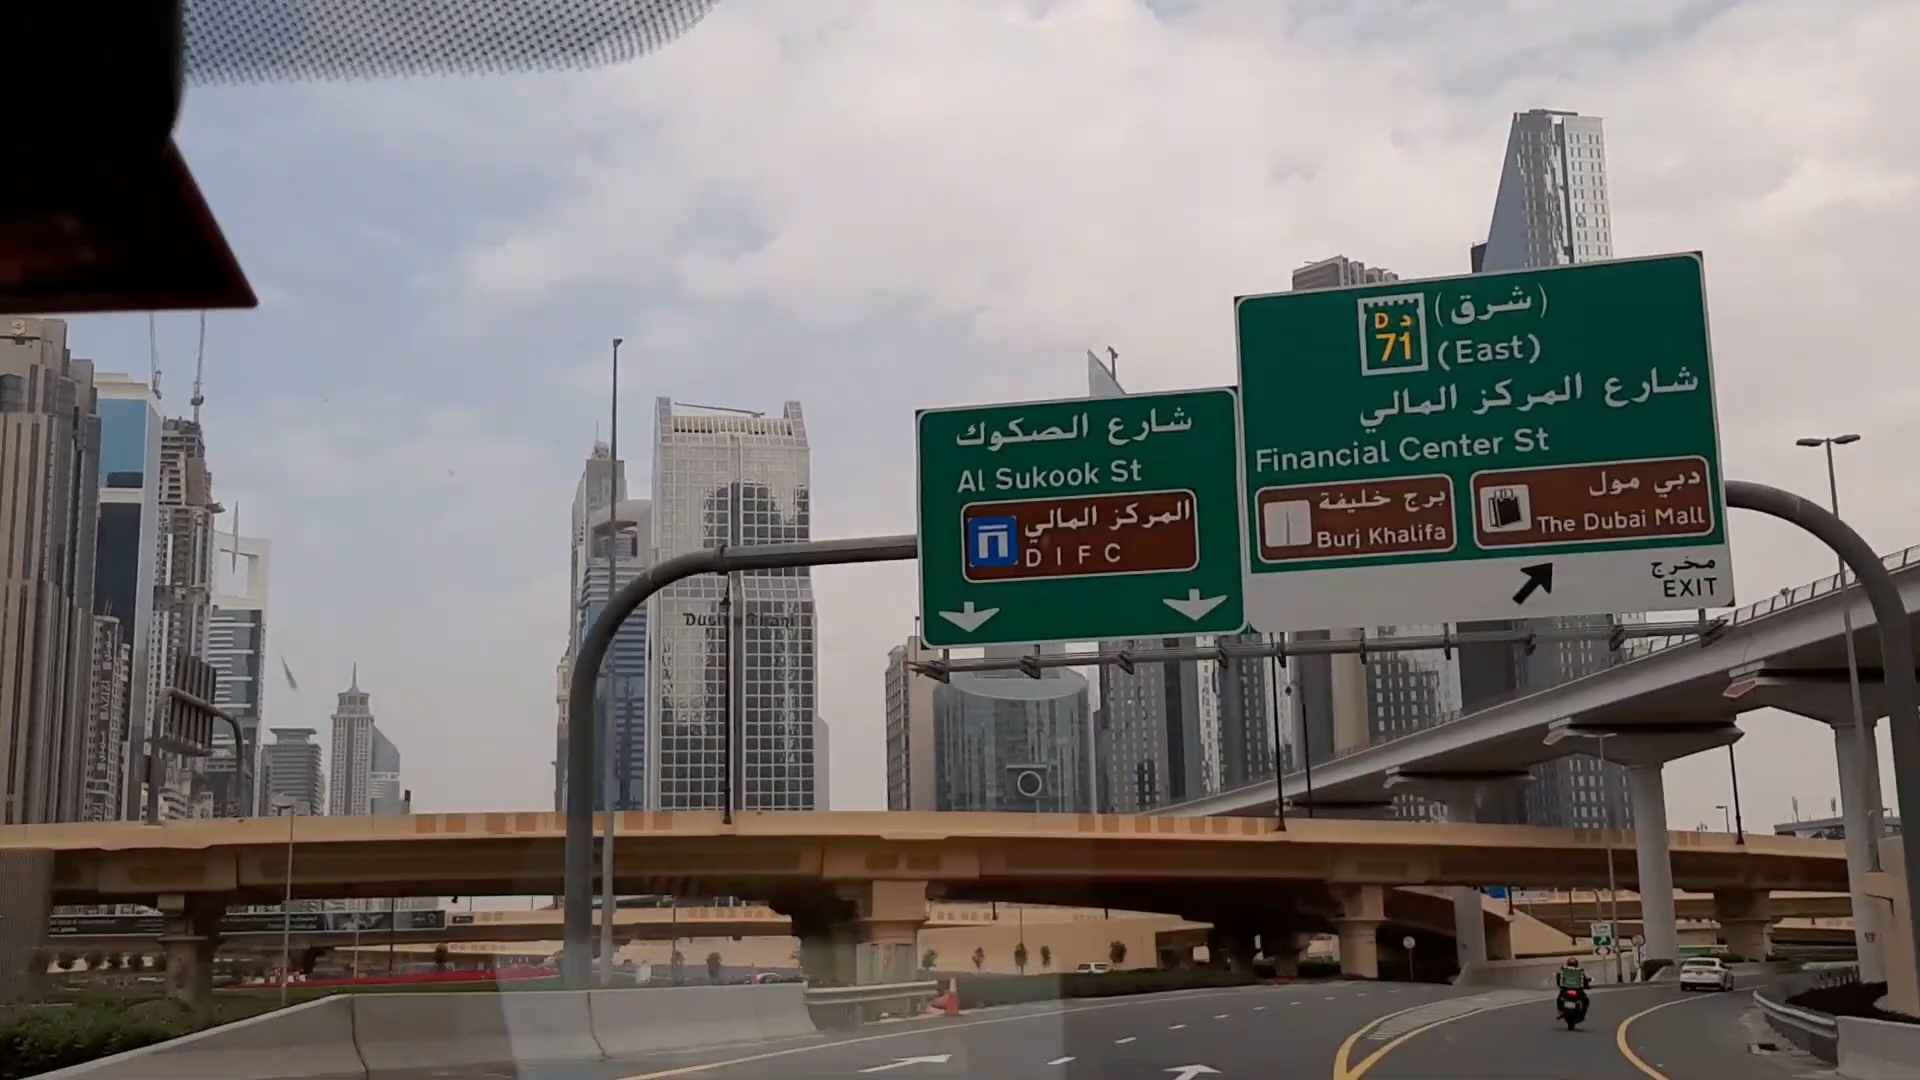 شارع الصكوك
Al Sukook St
المركز المالي
D I F C
D د
71
(شرق)
(East)
شارع المركز المالي
Financial Center St
برج خليفة
Burj Khalifa
دبي مول
The Dubai Mall
مخرج
EXIT
Dusit Thani